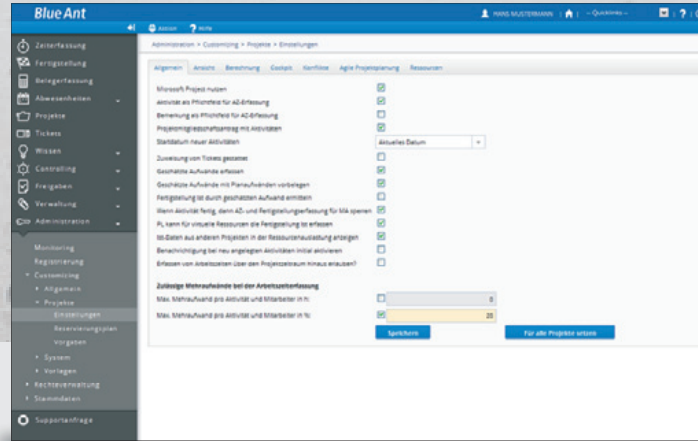 Blue Ant
HANS MUSTERMANN
-- Quicklinks --
?
Aktion
Hilfe
Zeiterfassung
Fertigstellung
Belegerfassung
Abwesenheiten
Projekte
Tickets
Wissen
Controlling
Freigaben
Verwaltung
Administration
Monitoring
Registrierung
Customizing
Allgemein
Projekte
Einstellungen
Reservierungsplan
Vorgaben
System
Vorlagen
Rechteverwaltung
Stammdaten
Supportanfrage
Administration > Customizing > Projekte > Einstellungen
Allgemein Ansicht Berechnung Cockpit Konflikte Agile Projektplanung Ressourcen
Microsoft Project nutzen
Aktivität als Pflichtfeld für AZ-Erfassung
Bemerkung als Pflichtfeld für AZ-Erfassung
Projektmitgliedschaftsantrag mit Aktivitäten
Startdatum neuer Aktivitäten Aktuelles Datum
Zuweisung von Tickets gestattet
Geschätzte Aufwände erfassen
Geschätzte Aufwände mit Planaufwänden vorbelegen
Fertigstellung ist durch geschätzten Aufwand ermitteln
Wenn Aktivität fertig, denn AZ- und Fertigstellungserfassung für MA sperren
PL kann für virtuelle Ressourcen die Fertigstellung ist erfassen
Ist-Daten aus anderen Projekten in der Ressourcenauslastung anzeigen
Benachrichtigung bei neu angelegten Aktivitäten initial aktivieren
Erfassen von Arbeitszeiten über den Projektzeitraum hinaus erlauben?
Zulässige Mehraufwände bei der Arbeitszeiterfassung
Max. Mehraufwand pro Aktivität und Mitarbeiter in h: 0
Max. Mehraufwand pro Aktivität und Mitarbeiter in %: 25
Speichern Für alle Projekte setzen